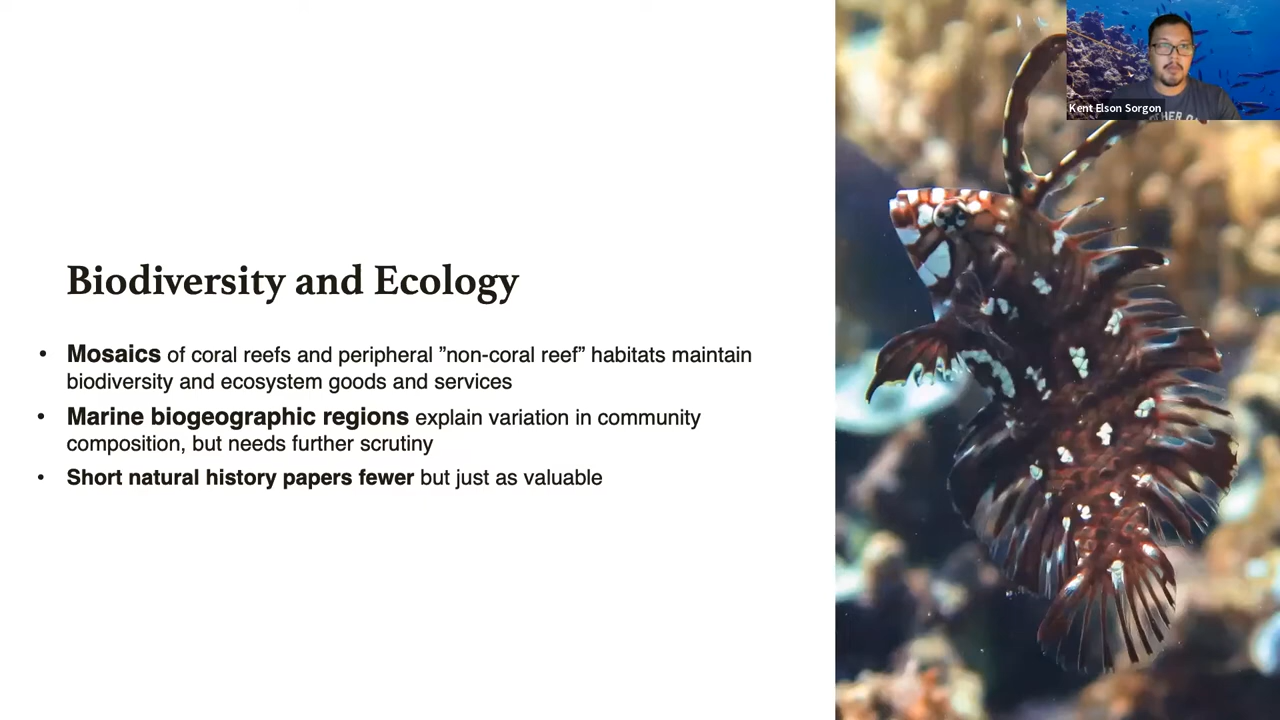 Kent Elson Sorgon
Biodiversity and Ecology
• Mosaics of coral reefs and peripheral ”non-coral reef” habitats maintain
biodiversity and ecosystem goods and services
• Marine biogeographic regions explain variation in community
composition, but needs further scrutiny
• Short natural history papers fewer but just as valuable